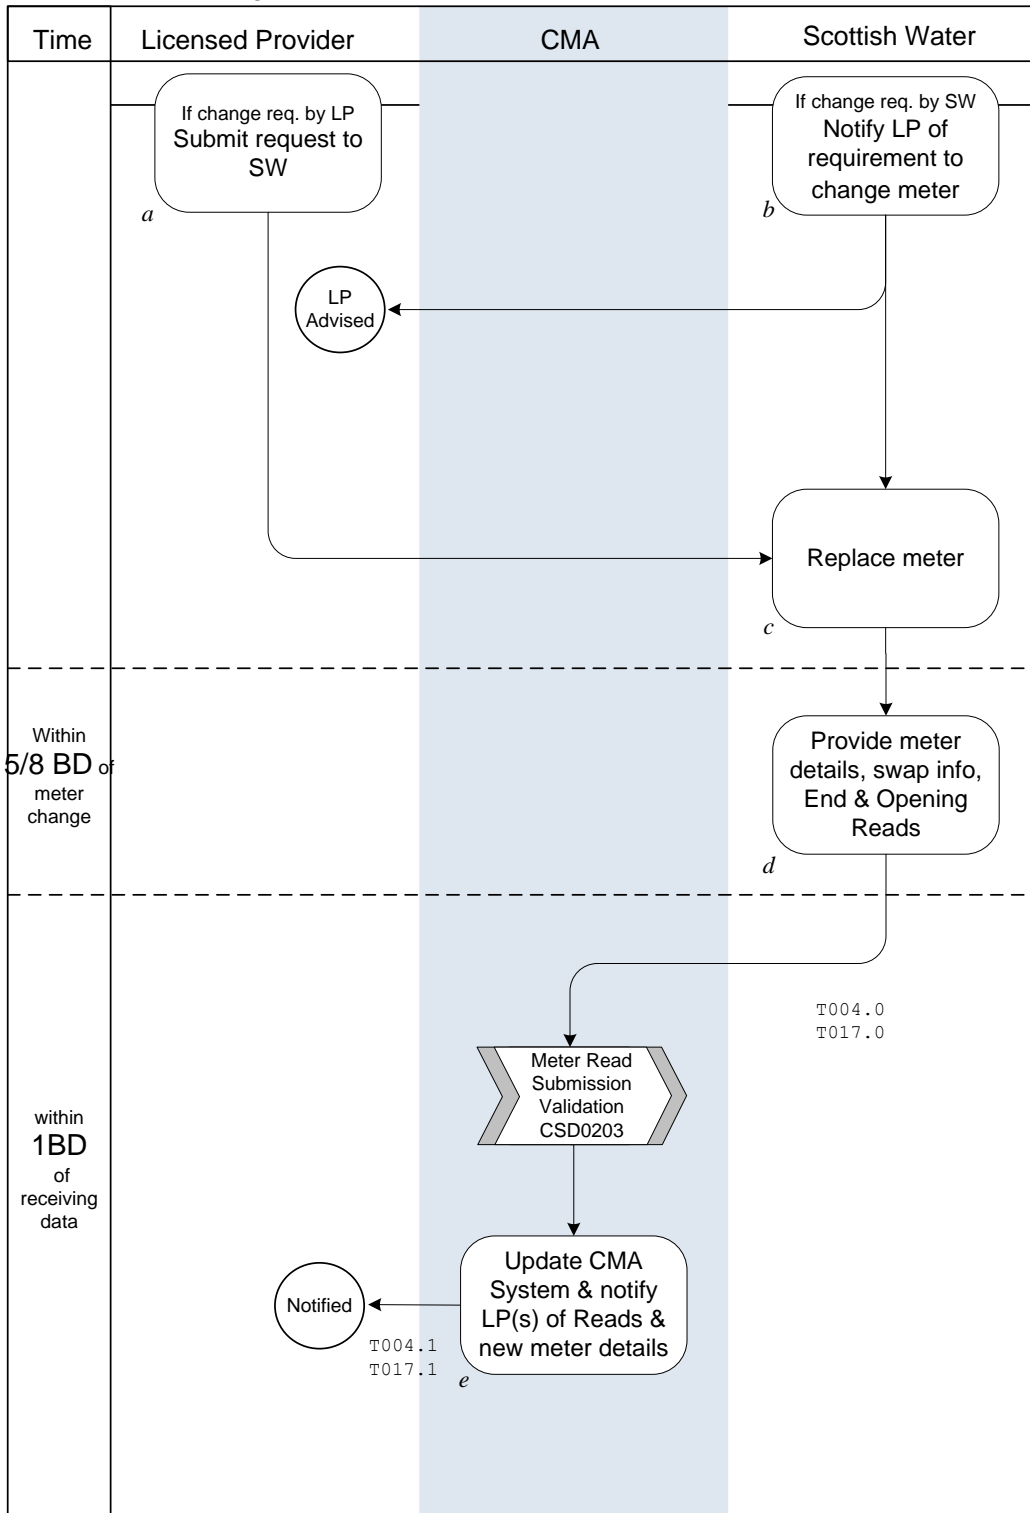 Time
Licensed Provider
CMA
Scottish Water
If change req. by LP
Submit request to
SW
a
If change req. by SW
Notify LP of
requirement to
change meter
b
LP
Advised
Replace meter
c
Within
5/8 BD of
meter
change
Provide meter
details, swap info,
End & Opening
Reads
d
T004.0
T017.0
within
1BD
of
receiving
data
Meter Read
Submission
Validation
CSD0203
Update CMA
System & notify
LP(s) of Reads &
new meter details
e
Notified
T004.1
T017.1